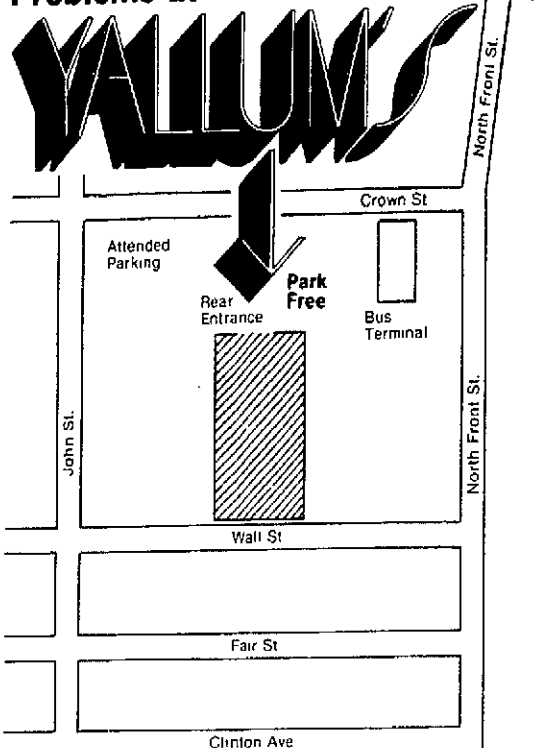 Problems at
YALLUM'S
North Front St.
Crown St
Attended
Parking
Park
Free
Rear
Entrance
Bus
Terminal
John St.
North Front St.
Wall St
Fair St
Clinton Ave